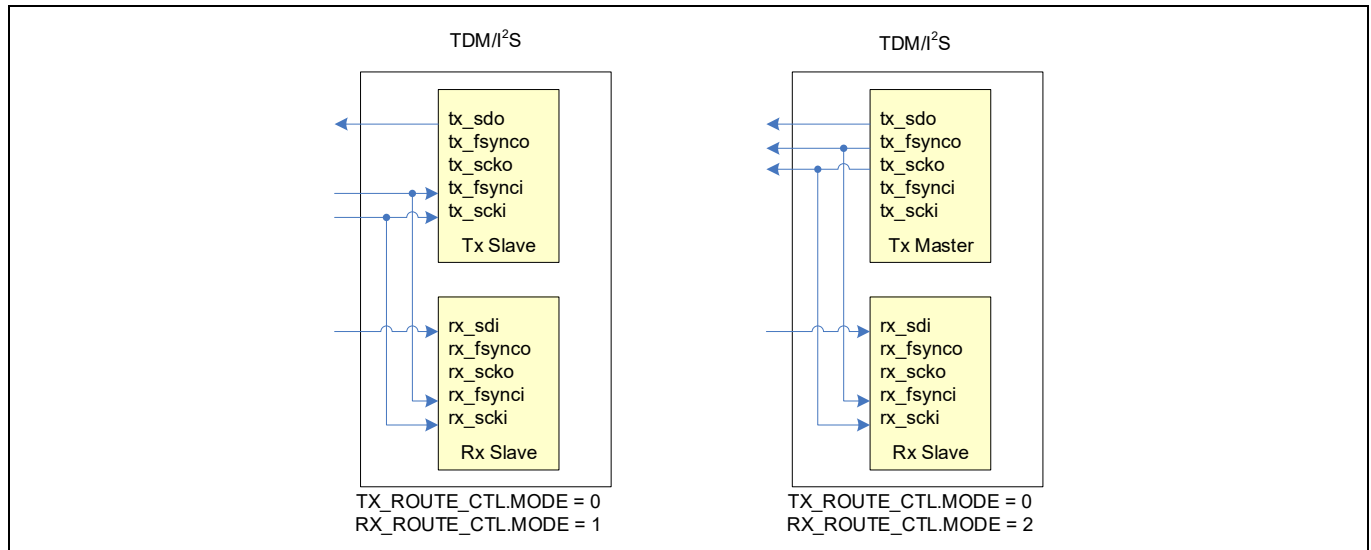 TDM/I²S
tx_sdo
tx_fsynco
tx_scko
tx_fsynci
tx_scki
Tx Slave
rx_sdi
rx_fsynco
rx_scko
rx_fsynci
rx_scki
Rx Slave
TX_ROUTE_CTL.MODE = 0
RX_ROUTE_CTL.MODE = 1
TDM/I²S
tx_sdo
tx_fsynco
tx_scko
tx_fsynci
tx_scki
Tx Master
rx_sdi
rx_fsynco
rx_scko
rx_fsynci
rx_scki
Rx Slave
TX_ROUTE_CTL.MODE = 0
RX_ROUTE_CTL.MODE = 2